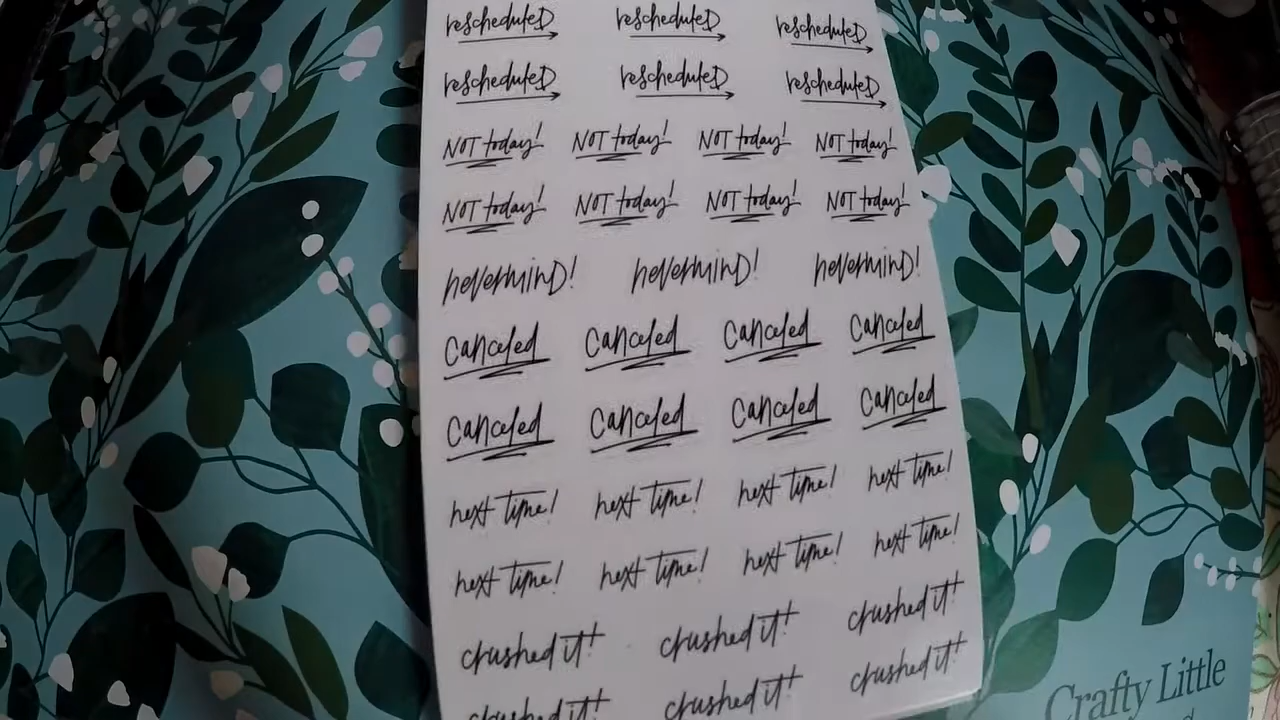 rescheduleD rescheduleD rescheduleD
rescheduleD rescheduleD rescheduleD
NOT today! NOT today! NOT today! NOT today!
NOT today! NOT today! NOT today! NOT today!
neverminD! neverminD! neverminD!
Canceled Canceled Canceled Canceled
Canceled Canceled Canceled Canceled
next time! next time! next time! next time!
next time! next time! next time! next time!
crushed it! crushed it! crushed it!
crushed it! crushed it! crushed it!
Crafty Little